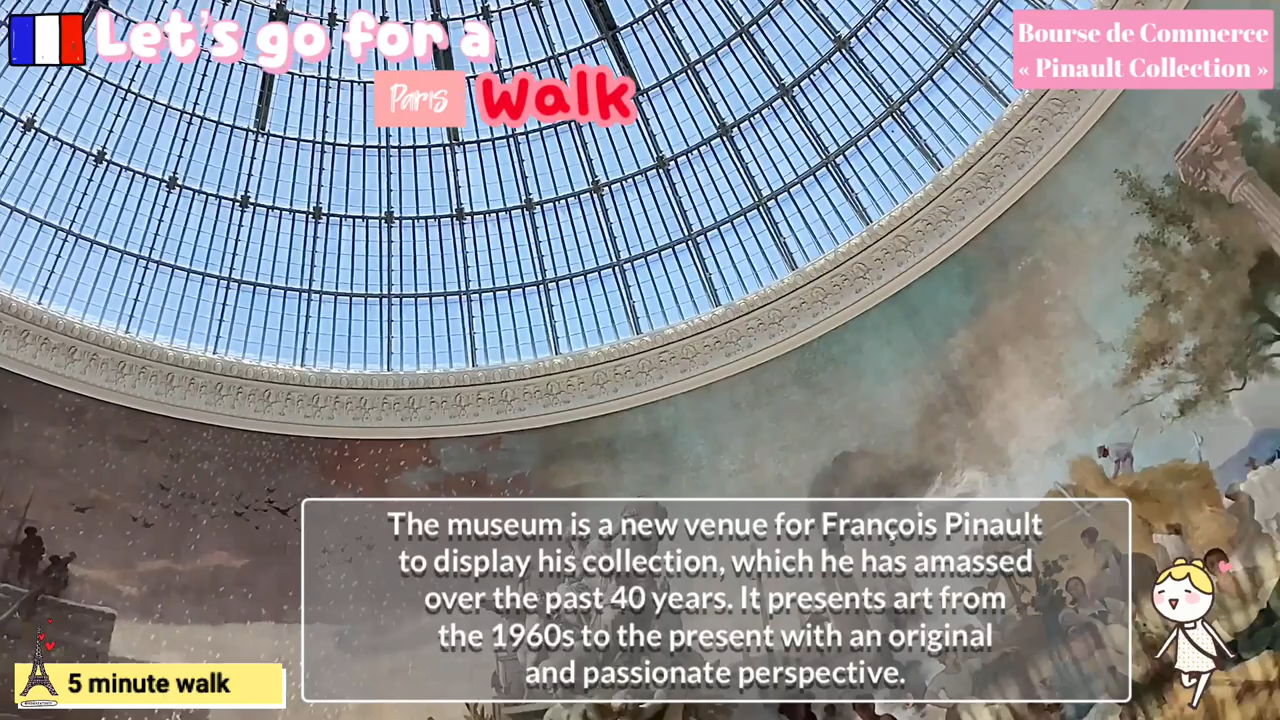 Let's go for a
Paris Walk
Bourse de Commerce
« Pinault Collection »
The museum is a new venue for François Pinault
to display his collection, which he has amassed
over the past 40 years. It presents art from
the 1960s to the present with an original
and passionate perspective.
5 minute walk